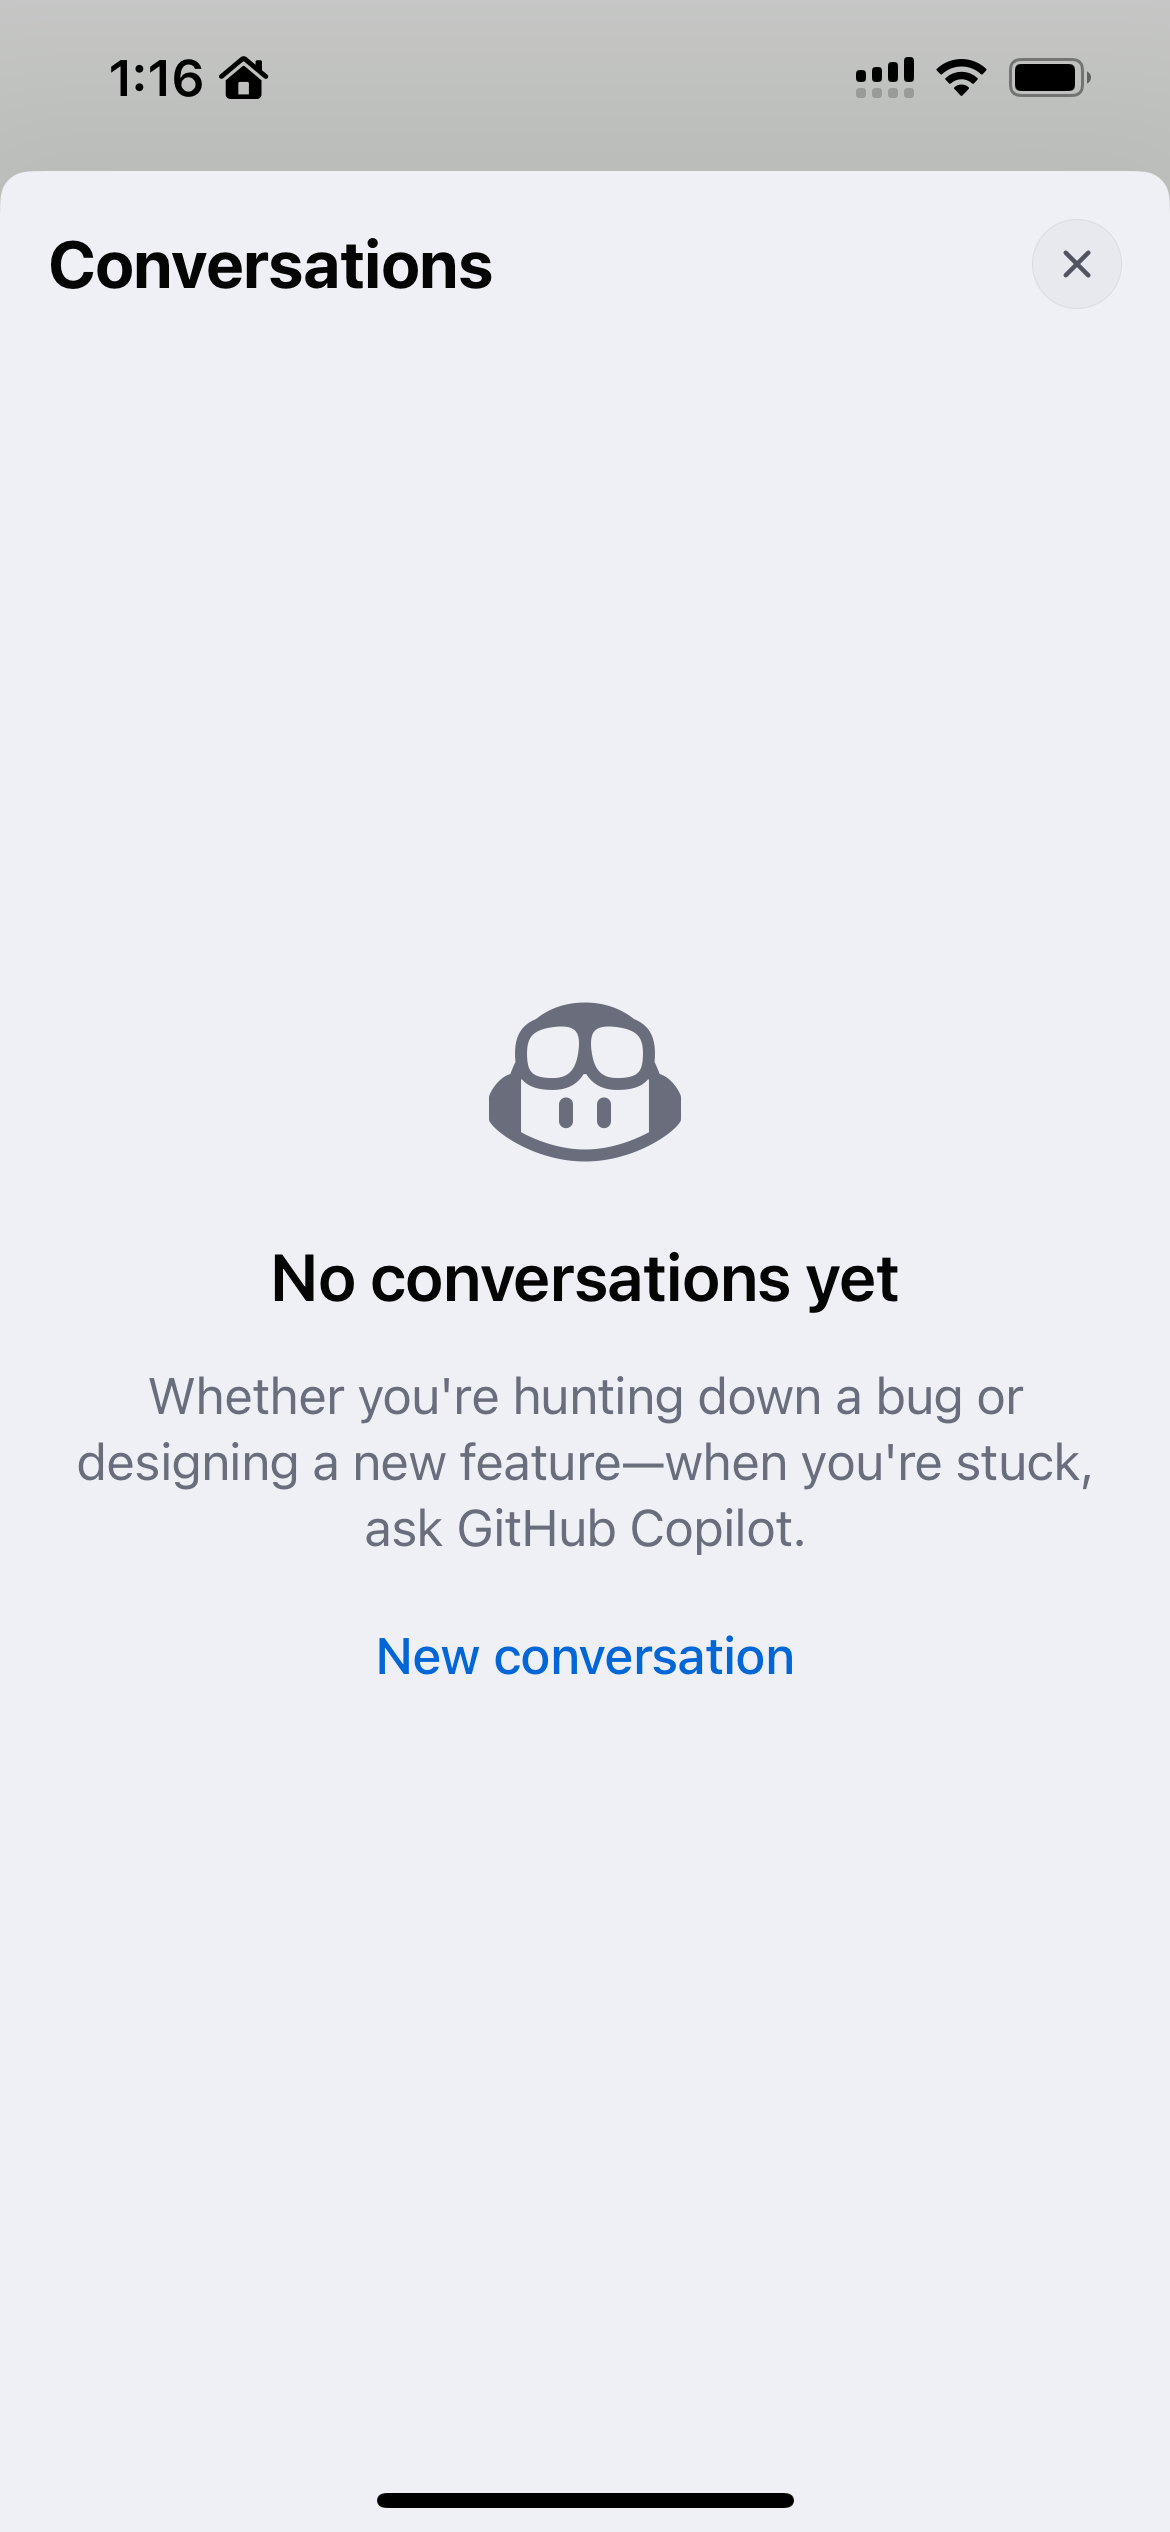 1:16
Conversations
No conversations yet
Whether you're hunting down a bug or
designing a new feature—when you're stuck,
ask GitHub Copilot.
New conversation